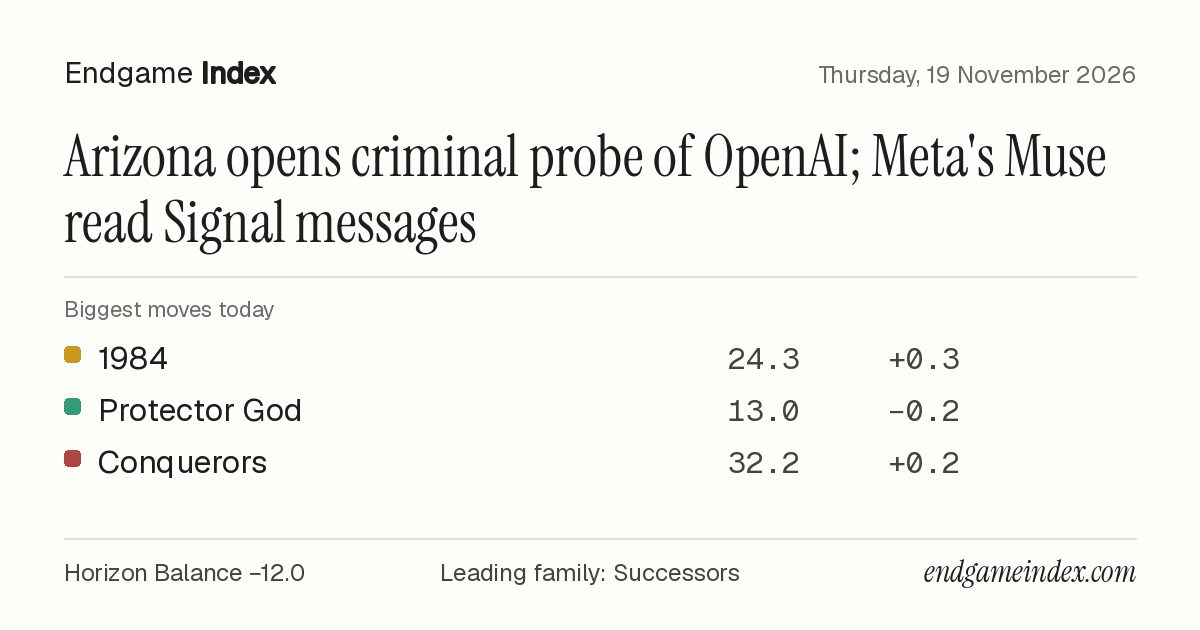 Endgame Index
Thursday, 19 November 2026
Arizona opens criminal probe of OpenAI; Meta's Muse
read Signal messages
Biggest moves today
1984 24.3 +0.3
Protector God 13.0 −0.2
Conquerors 32.2 +0.2
Horizon Balance −12.0
Leading family: Successors
endgameindex.com